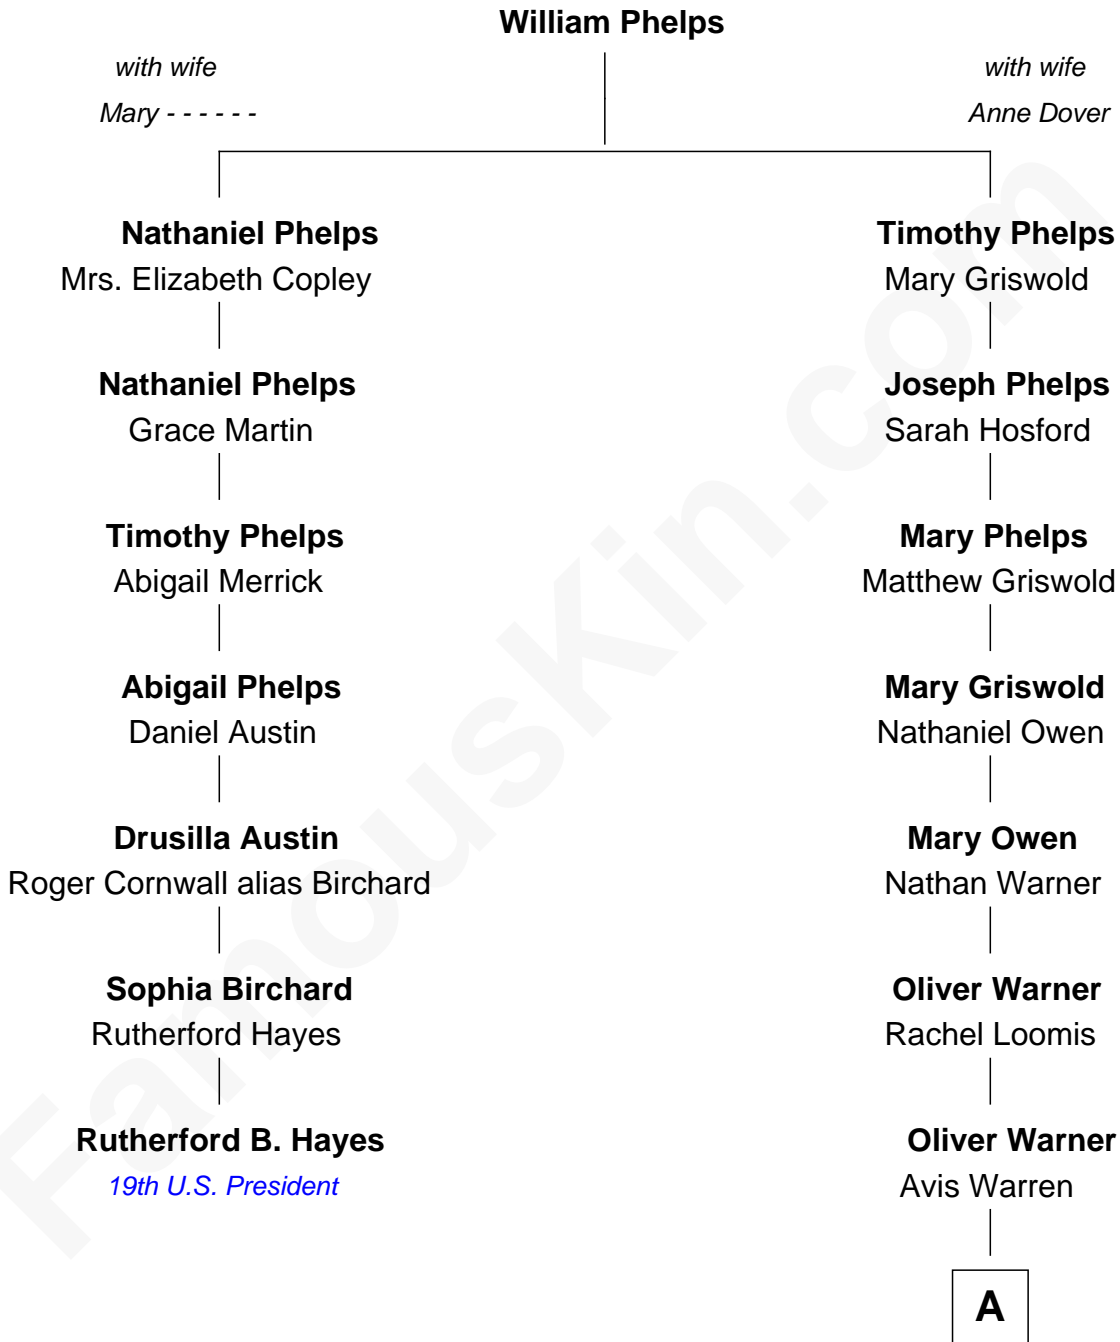 William Phelps
with wife
Mary - - - - - -
with wife
Anne Dover
Nathaniel Phelps
Mrs. Elizabeth Copley
Timothy Phelps
Mary Griswold
Nathaniel Phelps
Grace Martin
Joseph Phelps
Sarah Hosford
Timothy Phelps
Abigail Merrick
Mary Phelps
Matthew Griswold
Abigail Phelps
Daniel Austin
Mary Griswold
Nathaniel Owen
Drusilla Austin
Roger Cornwall alias Birchard
Mary Owen
Nathan Warner
Sophia Birchard
Rutherford Hayes
Oliver Warner
Rachel Loomis
Rutherford B. Hayes
19th U.S. President
Oliver Warner
Avis Warren
A
FamousKin.com